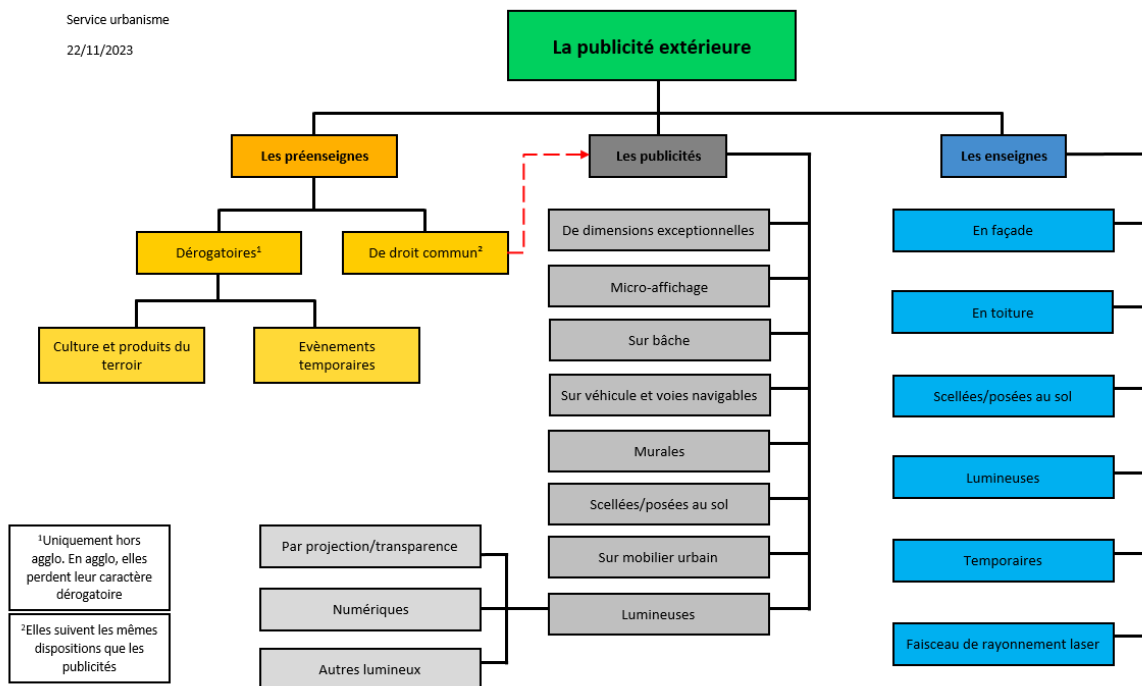 Service urbanisme
22/11/2023
La publicité extérieure
Les préenseignes
Les publicités
Les enseignes
Dérogatoires¹
De droit commun²
Culture et produits du
terroir
Evènements
temporaires
De dimensions exceptionnelles
Micro-affichage
Sur bâche
Sur véhicule et voies navigables
Murales
Scellées/posées au sol
Sur mobilier urbain
Lumineuses
Par projection/transparence
Numériques
Autres lumineux
En façade
En toiture
Scellées/posées au sol
Lumineuses
Temporaires
Faisceau de rayonnement laser
¹Uniquement hors
agglo. En agglo, elles
perdent leur caractère
dérogatoire
²Elles suivent les mêmes
dispositions que les
publicités